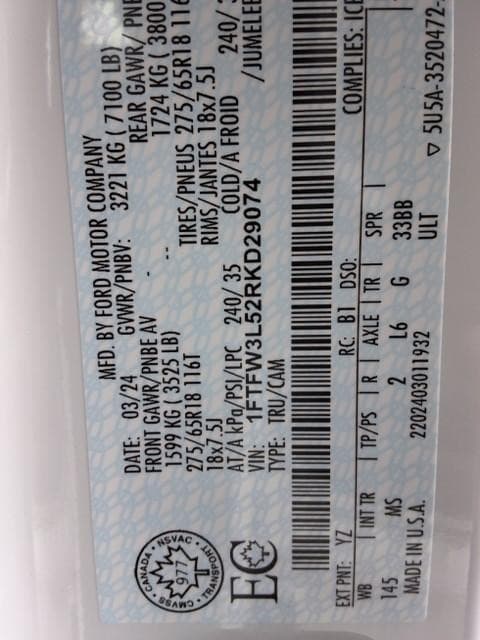 MFD. BY FORD MOTOR COMPANY
DATE: 03/24 GVWR/PNBV: 3221 KG ( 7100 LB)
FRONT GAWR/PNBE AV - -- REAR GAWR/ PNB
1599 KG ( 3525 LB) 1724 KG ( 3800
275/65R18 116T TIRES/PNEUS 275/65R18 116
18x7.5J RIMS/JANTES 18x7.5J
AT/A kPa/PSI/LPC 240/ 35 COLD/A FROID 240/
VIN: 1FTFW3L52RKD29074 /JUMELE
TYPE: TRU/CAM
CANADA • NSVAC • TRANSPORT • CMVSS
977
EC
EXT PNT: YZ RC: B1 DSO: COMPLIES: ICE
WB INT TR TP/PS R AXLE TR SPR
145 MS 2 L6 G 33BB
2202403011932 ULT
MADE IN U.S.A. ▽ 5U5A-3520472-